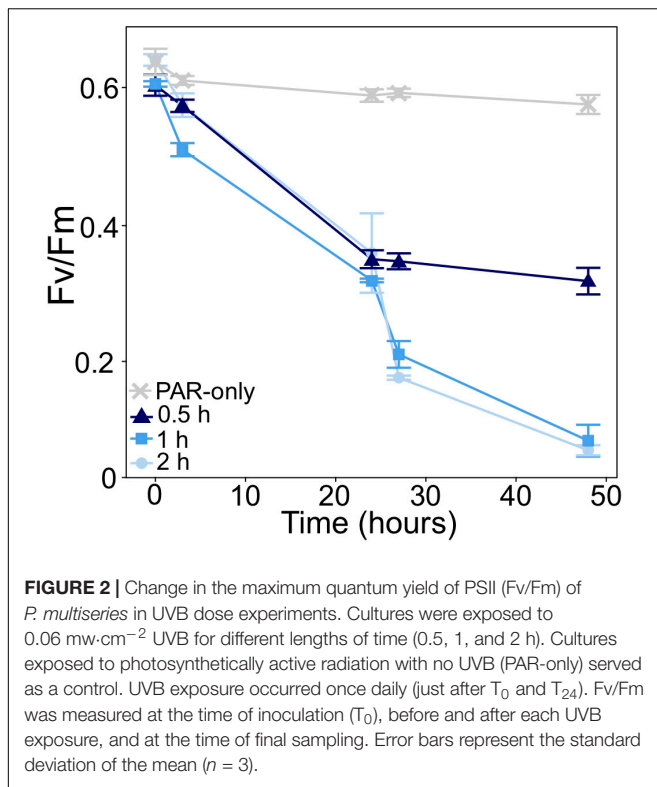 0.6
0.4
0.2
0
Fv/Fm
PAR-only
0.5 h
1 h
2 h
0 10 20 30 40 50
Time (hours)
FIGURE 2 | Change in the maximum quantum yield of PSII (Fv/Fm) of
P. multiseries in UVB dose experiments. Cultures were exposed to
0.06 mw·cm−2 UVB for different lengths of time (0.5, 1, and 2 h). Cultures
exposed to photosynthetically active radiation with no UVB (PAR-only) served
as a control. UVB exposure occurred once daily (just after T0 and T24). Fv/Fm
was measured at the time of inoculation (T0), before and after each UVB
exposure, and at the time of final sampling. Error bars represent the standard
deviation of the mean (n = 3).